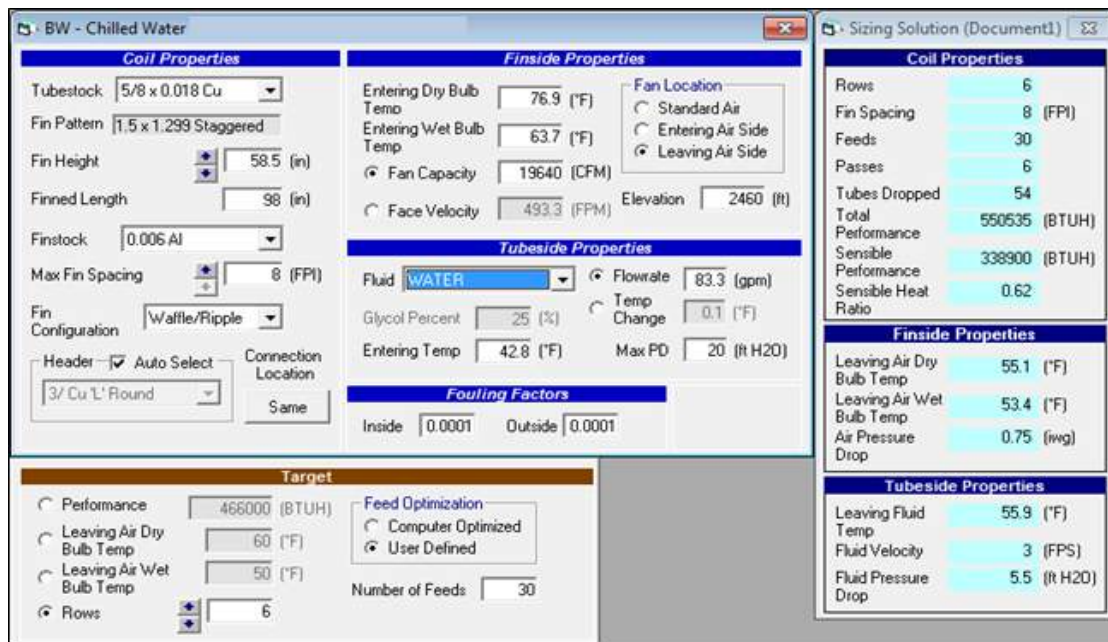 BW - Chilled Water
Coil Properties
Tubestock 5/8 x 0.018 Cu
Fin Pattern 1.5 x 1.299 Staggered
Fin Height 58.5 (in)
Finned Length 98 (in)
Finstock 0.006 Al
Max Fin Spacing 8 (FPI)
Fin
Configuration Waffle/Ripple
Header Auto Select
3/ Cu 'L' Round
Connection
Location
Same
Finside Properties
Entering Dry Bulb
Temp 76.9 (°F)
Entering Wet Bulb
Temp 63.7 (°F)
Fan Capacity 19640 (CFM)
Face Velocity 493.3 (FPM)
Fan Location
Standard Air
Entering Air Side
Leaving Air Side
Elevation 2460 (ft)
Tubeside Properties
Fluid WATER
Glycol Percent 25 (%)
Entering Temp 42.8 (°F)
Flowrate 83.3 (gpm)
Temp
Change 0.1 (°F)
Max PD 20 (ft H2O)
Fouling Factors
Inside 0.0001 Outside 0.0001
Target
Performance 466000 (BTUH)
Leaving Air Dry
Bulb Temp 60 (°F)
Leaving Air Wet
Bulb Temp 50 (°F)
Rows 6
Feed Optimization
Computer Optimized
User Defined
Number of Feeds 30
Sizing Solution (Document1)
Coil Properties
Rows 6
Fin Spacing 8 (FPI)
Feeds 30
Passes 6
Tubes Dropped 54
Total
Performance 550535 (BTUH)
Sensible
Performance 338900 (BTUH)
Sensible Heat
Ratio 0.62
Finside Properties
Leaving Air Dry
Bulb Temp 55.1 (°F)
Leaving Air Wet
Bulb Temp 53.4 (°F)
Air Pressure
Drop 0.75 (iwg)
Tubeside Properties
Leaving Fluid
Temp 55.9 (°F)
Fluid Velocity 3 (FPS)
Fluid Pressure
Drop 5.5 (ft H2O)